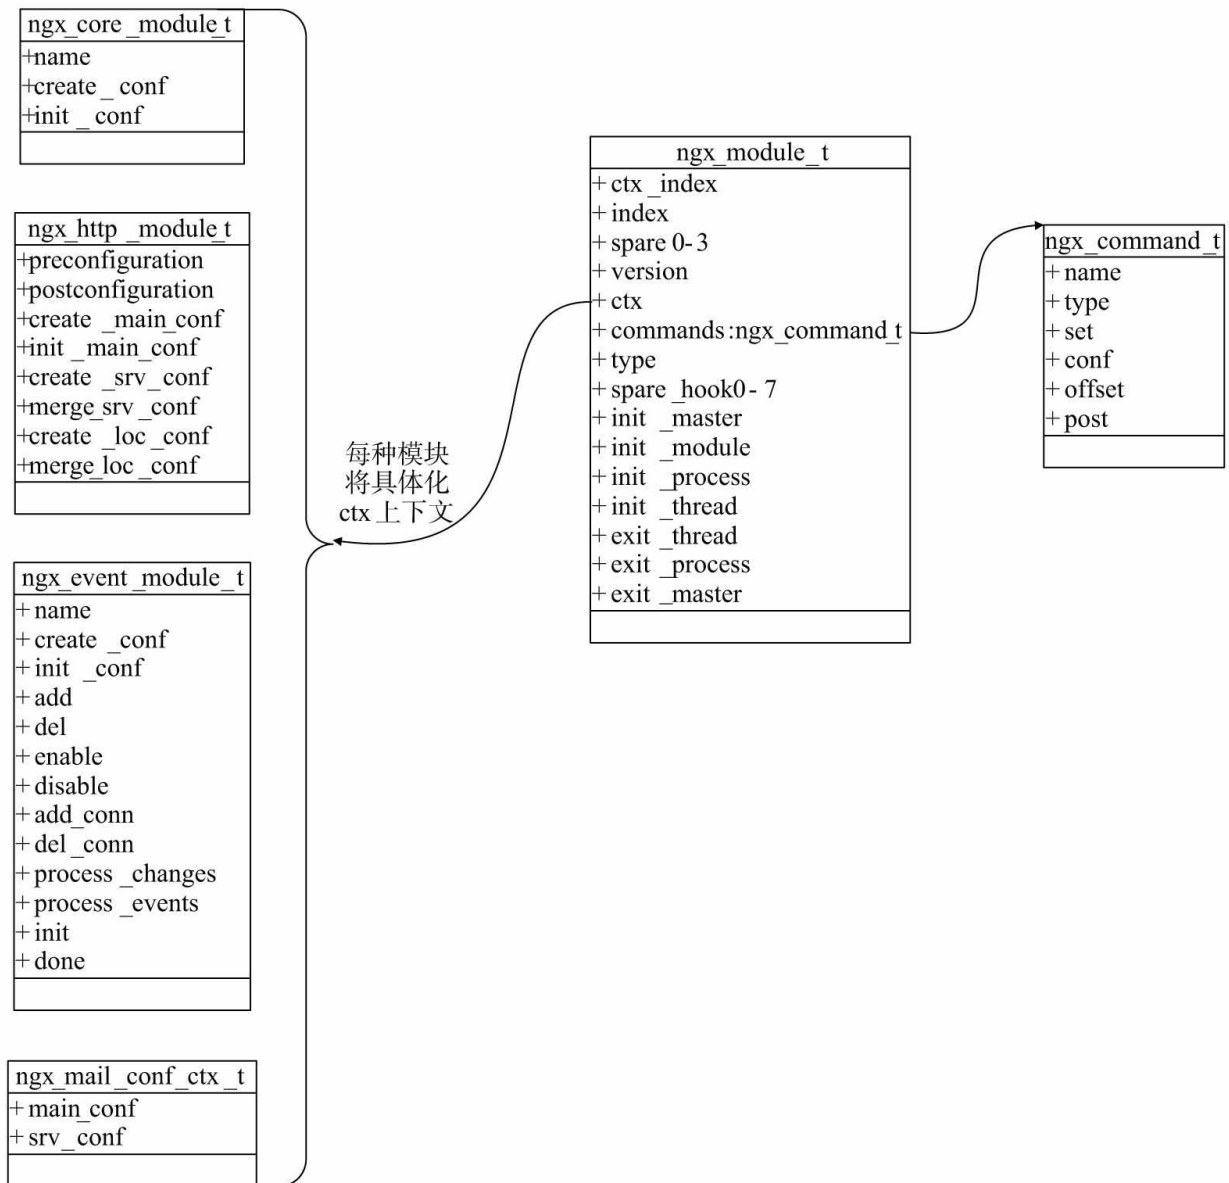 ngx_core_module_t
+name
+create_conf
+init_conf
ngx_http_module_t
+preconfiguration
+postconfiguration
+create_main_conf
+init_main_conf
+create_srv_conf
+merge_srv_conf
+create_loc_conf
+merge_loc_conf
ngx_event_module_t
+name
+create_conf
+init_conf
+add
+del
+enable
+disable
+add_conn
+del_conn
+process_changes
+process_events
+init
+done
ngx_mail_conf_ctx_t
+main_conf
+srv_conf
每种模块
将具体化
ctx上下文
ngx_module_t
+ctx_index
+index
+spare0-3
+version
+ctx
+commands:ngx_command_t
+type
+spare_hook0-7
+init_master
+init_module
+init_process
+init_thread
+exit_thread
+exit_process
+exit_master
ngx_command_t
+name
+type
+set
+conf
+offset
+post